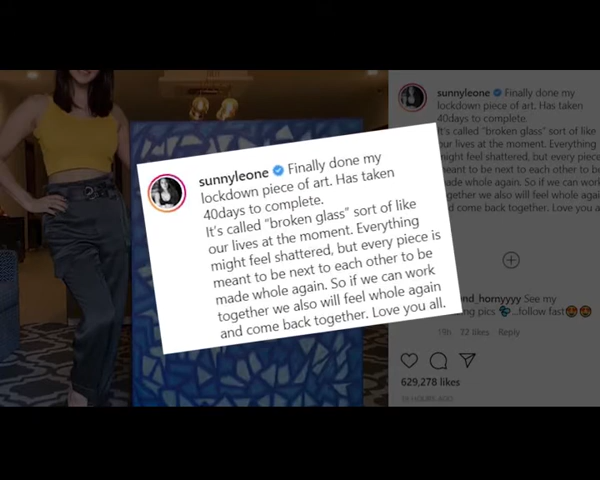 sunnyleone Finally done my
lockdown piece of art. Has taken
40days to complete.
It's called "broken glass" sort of like
our lives at the moment. Everything
might feel shattered, but every piece is
meant to be next to each other to be
made whole again. So if we can work
together we also will feel whole again
and come back together. Love you all.
sunnyleone Finally done my
lockdown piece of art. Has taken
40days to complete.
It's called "broken glass" sort of like
our lives at the moment. Everything
might feel shattered, but every piece
meant to be next to each other to be
made whole again. So if we can work
together we also will feel whole again
d come back together. Love you a
nd_hornyyyy See my
ng pics ..follow fast
19h 72 likes Reply
629,278 likes
19 HOURS AGO